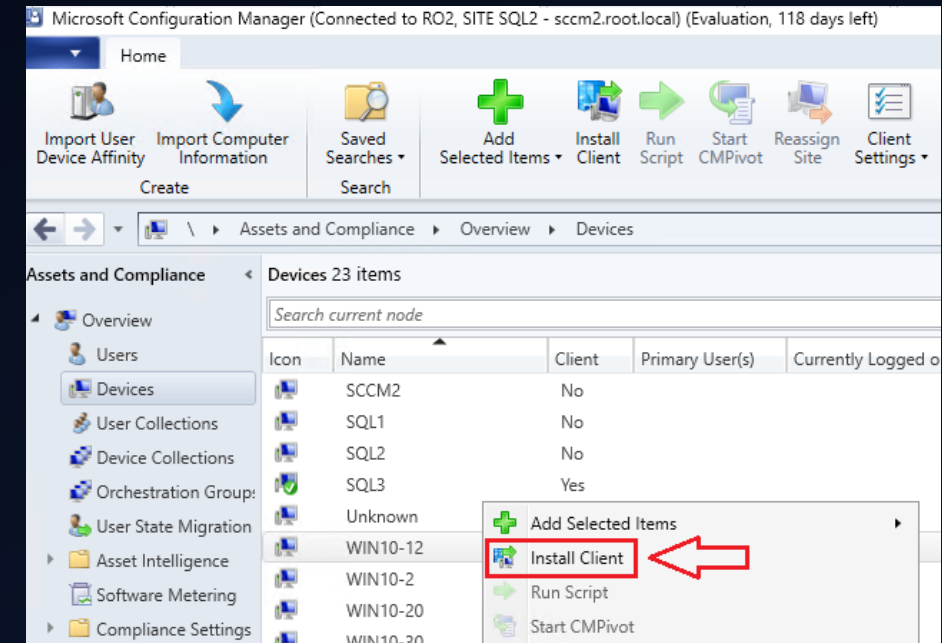 Microsoft Configuration Manager (Connected to RO2, SITE SQL2 - sccm2.root.local) (Evaluation, 118 days left)
Home
Import User Device Affinity
Import Computer Information
Saved Searches
Add Selected Items
Install Client
Run Script
Start CMPivot
Reassign Site
Client Settings
Create
Search
\ Assets and Compliance Overview Devices
Assets and Compliance
Devices 23 items
Search current node
Overview
Users
Devices
User Collections
Device Collections
Orchestration Group:
User State Migration
Asset Intelligence
Software Metering
Compliance Settings
Icon Name Client Primary User(s) Currently Logged o
SCCM2 No
SQL1 No
SQL2 No
SQL3 Yes
Unknown
WIN10-12
WIN10-2
WIN10-20
WIN10-30
Add Selected Items
Install Client
Run Script
Start CMPivot